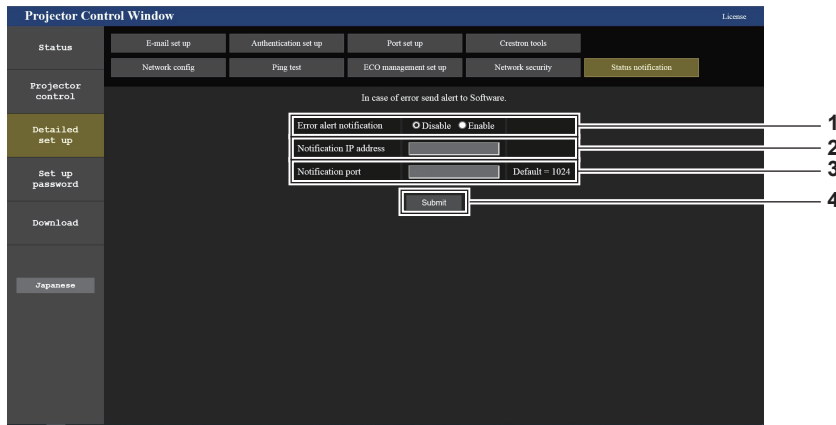 Projector Control Window License
Status
E-mail set up Authentication set up Port set up Crestron tools
Network config Ping test ECO management set up Network security Status notification
Projector
control
In case of error send alert to Software.
Detailed
set up
Error alert notification Disable Enable 1
Notification IP address 2
Notification port Default = 1024 3
Set up
password
Submit 4
Download
Japanese